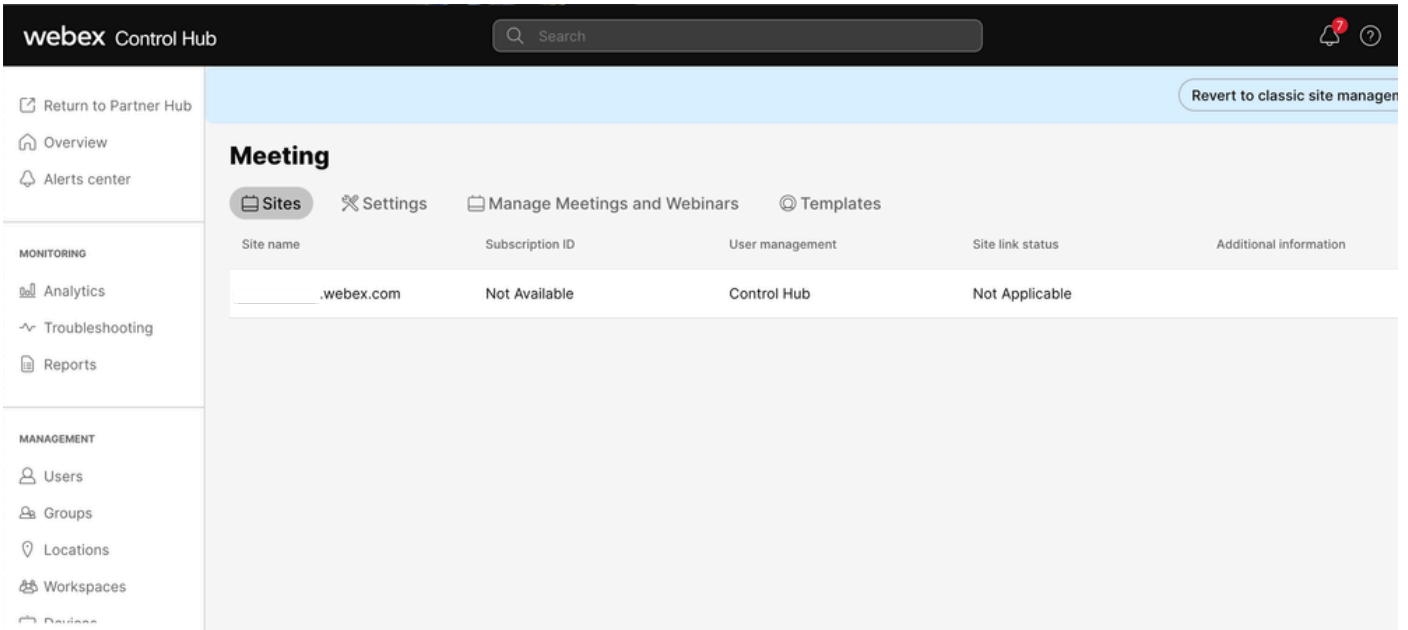 webex Control Hub
Search
7
Return to Partner Hub
Overview
Alerts center
MONITORING
Analytics
Troubleshooting
Reports
MANAGEMENT
Users
Groups
Locations
Workspaces
Devices
Revert to classic site
Meeting
Sites Settings Manage Meetings and Webinars Templates
Site name Subscription ID User management Site link status Additional information
.webex.com Not Available Control Hub Not Applicable